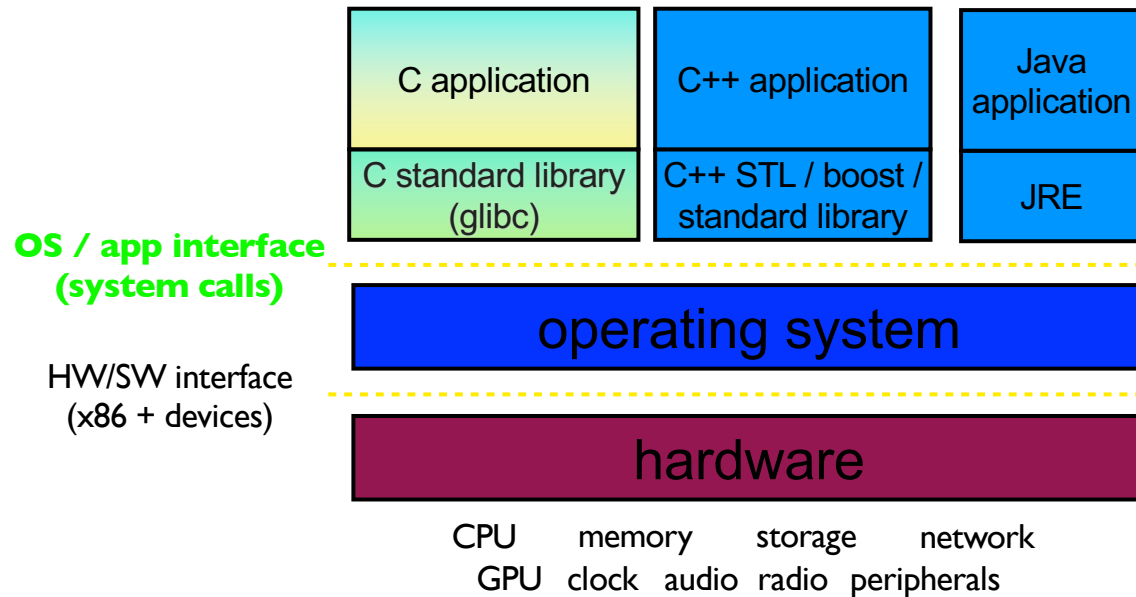 C application
C++ application
Java
application
C standard library
(glibc)
C++ STL / boost /
standard library
JRE
OS / app interface
(system calls)
operating system
HW/SW interface
(x86 + devices)
hardware
CPU memory storage network
GPU clock audio radio peripherals